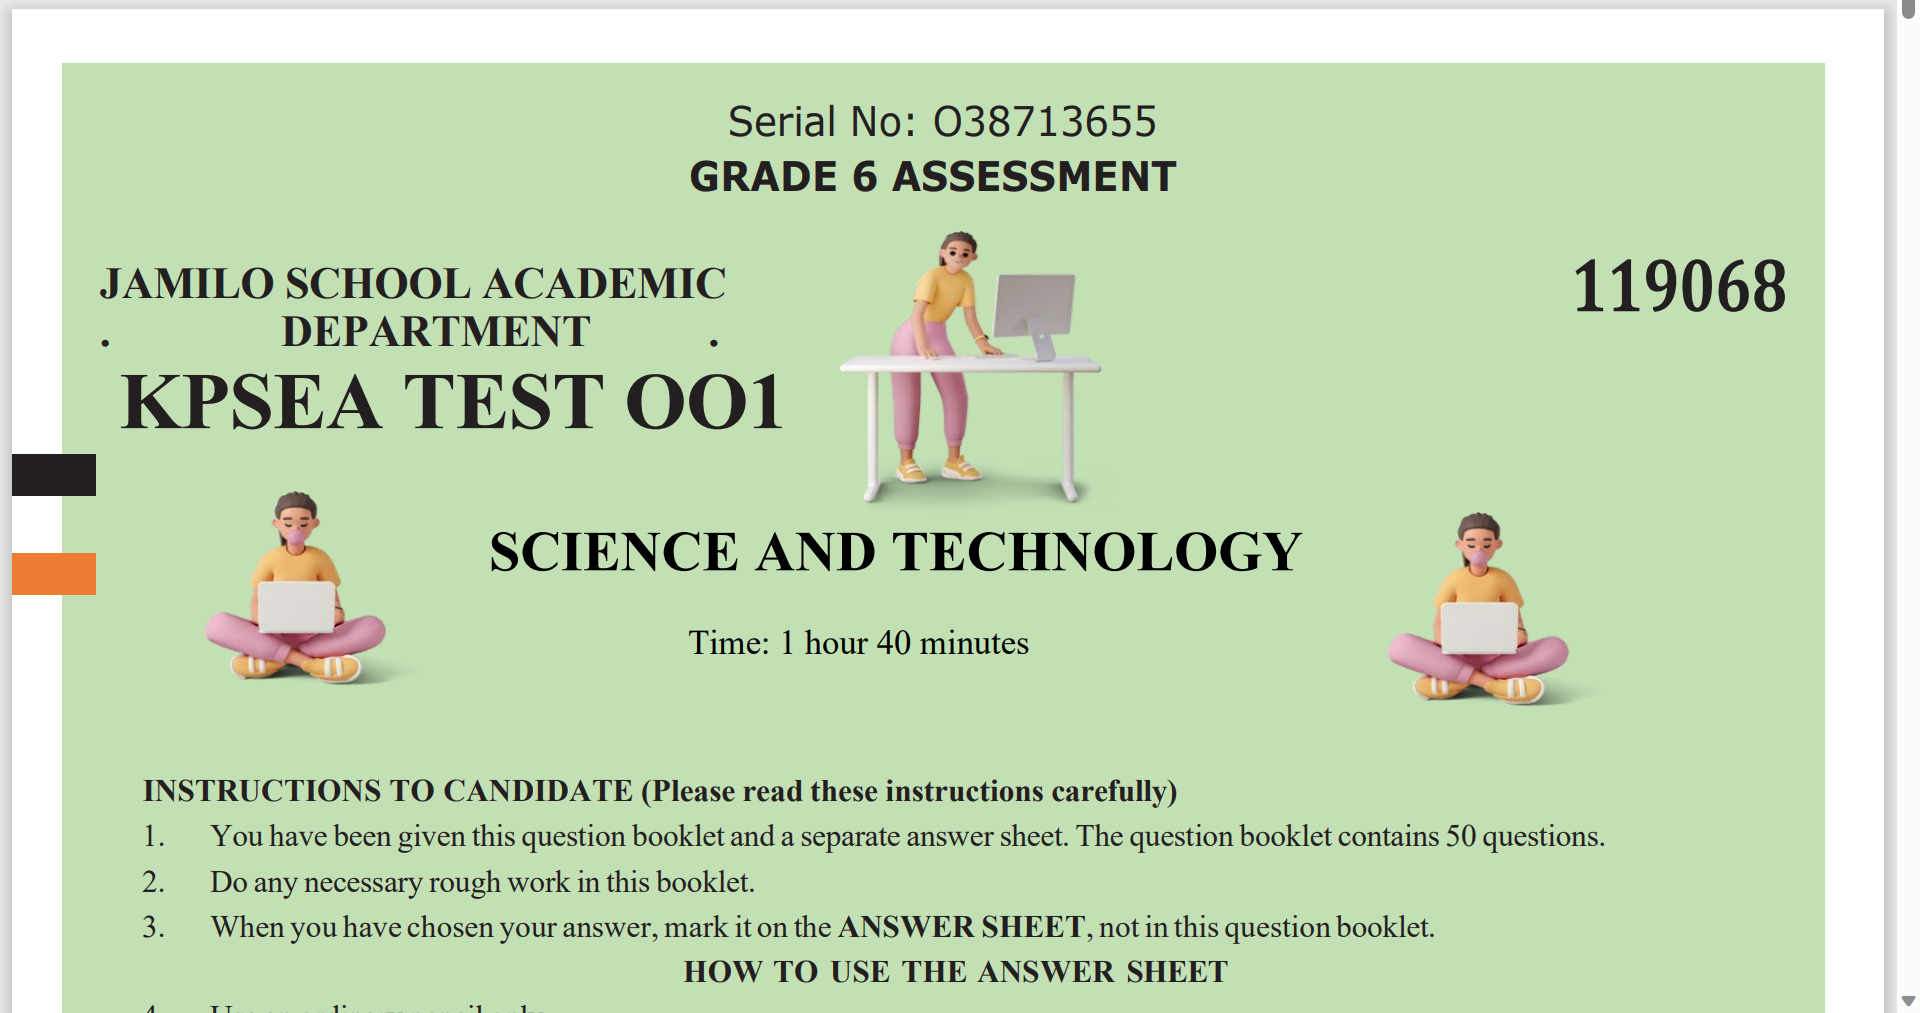 Serial No: O38713655
GRADE 6 ASSESSMENT
JAMILO SCHOOL ACADEMIC
. DEPARTMENT .
119068
KPSEA TEST OO1
SCIENCE AND TECHNOLOGY
Time: 1 hour 40 minutes
INSTRUCTIONS TO CANDIDATE (Please read these instructions carefully)
1. You have been given this question booklet and a separate answer sheet. The question booklet contains 50 questions.
2. Do any necessary rough work in this booklet.
3. When you have chosen your answer, mark it on the ANSWER SHEET, not in this question booklet.
HOW TO USE THE ANSWER SHEET